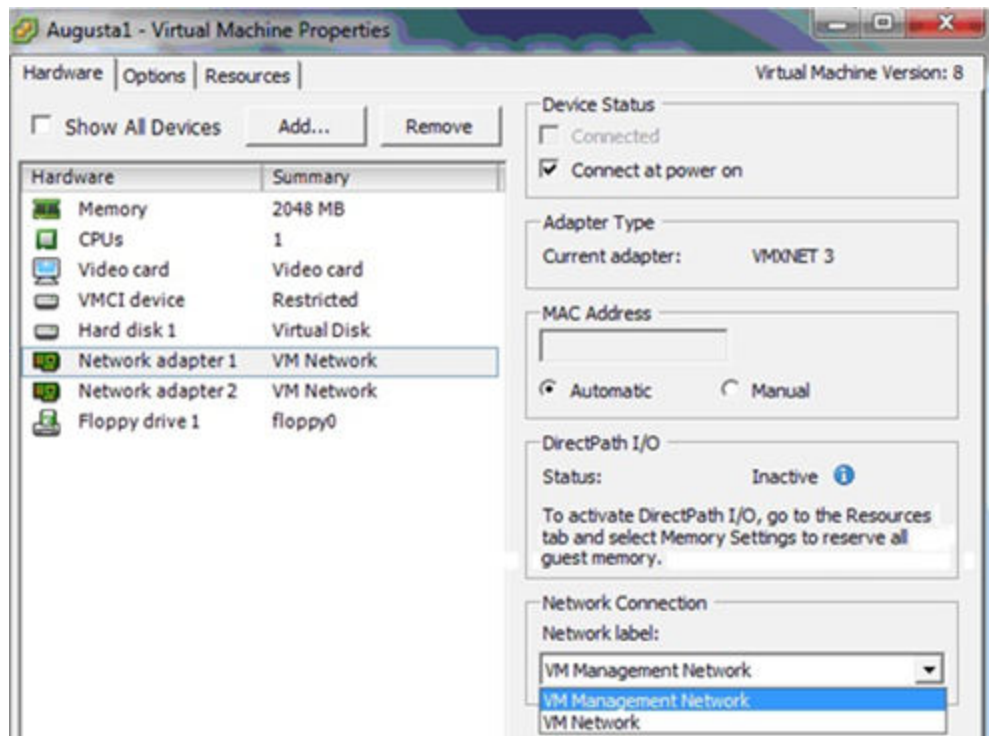 Augusta1 - Virtual Machine Properties
Hardware Options Resources
Virtual Machine Version: 8
Show All Devices Add... Remove
Hardware Summary
Memory 2048 MB
CPUs 1
Video card Video card
VMCI device Restricted
Hard disk 1 Virtual Disk
Network adapter 1 VM Network
Network adapter 2 VM Network
Floppy drive 1 floppy0
Device Status
Connected
Connect at power on
Adapter Type
Current adapter: VMXNET 3
MAC Address
Automatic Manual
DirectPath I/O
Status: Inactive
To activate DirectPath I/O, go to the Resources
tab and select Memory Settings to reserve all
guest memory.
Network Connection
Network label:
VM Management Network
VM Management Network
VM Network